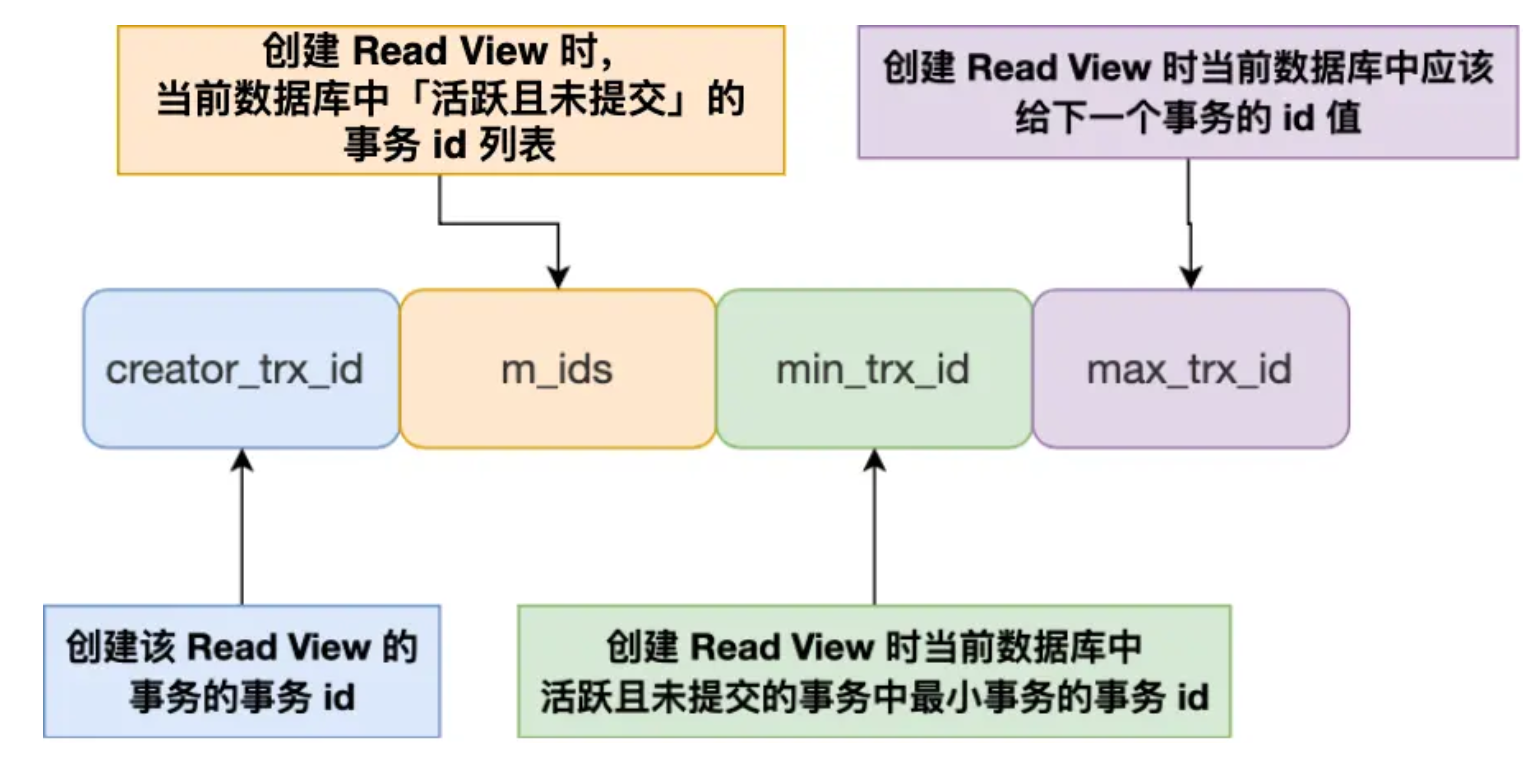 创建 Read View 时，
当前数据库中「活跃且未提交」的
事务 id 列表
创建 Read View 时当前数据库中应该
给下一个事务的 id 值
creator_trx_id
m_ids
min_trx_id
max_trx_id
创建该 Read View 的
事务的事务 id
创建 Read View 时当前数据库中
活跃且未提交的事务中最小事务的事务 id